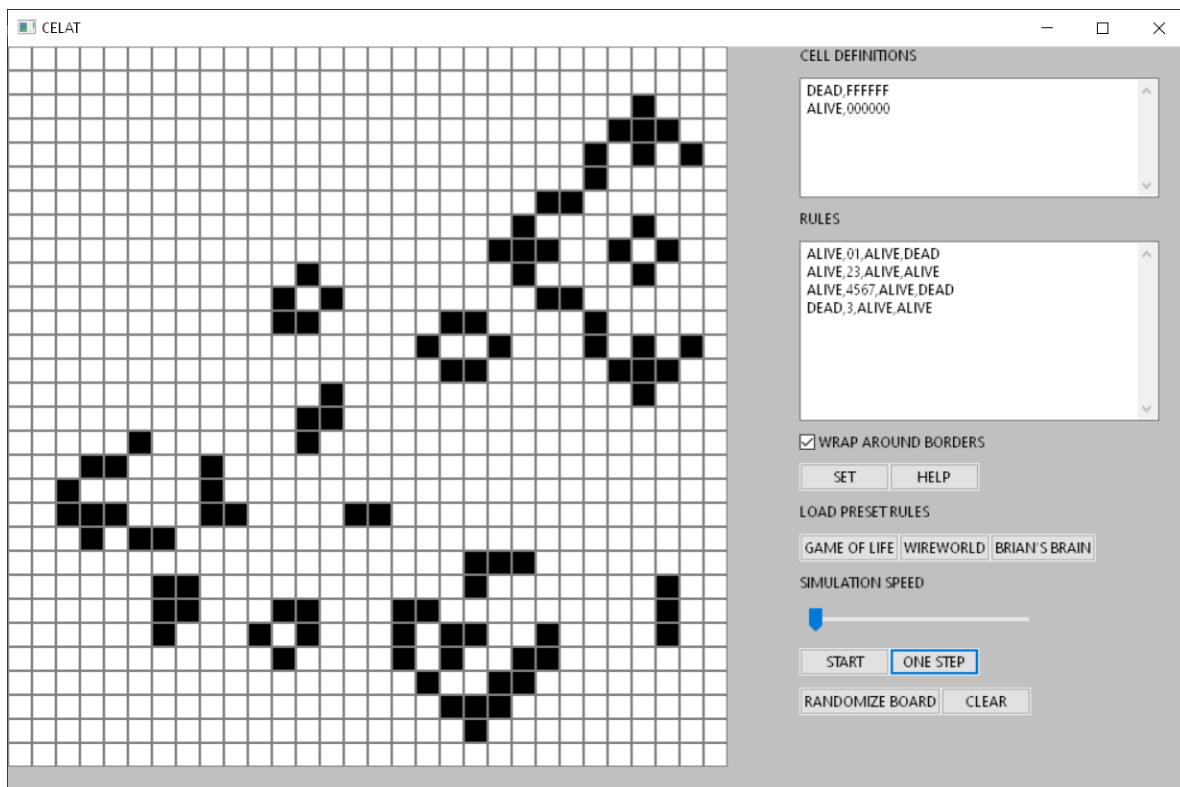 CELAT
CELL DEFINITIONS
DEAD,FFFFFF
ALIVE,000000
RULES
ALIVE,01,ALIVE,DEAD
ALIVE,23,ALIVE,ALIVE
ALIVE,4567,ALIVE,DEAD
DEAD,3,ALIVE,ALIVE
WRAP AROUND BORDERS
SET HELP
LOAD PRESET RULES
GAME OF LIFE WIREWORLD BRIAN'S BRAIN
SIMULATION SPEED
START ONE STEP
RANDOMIZE BOARD CLEAR